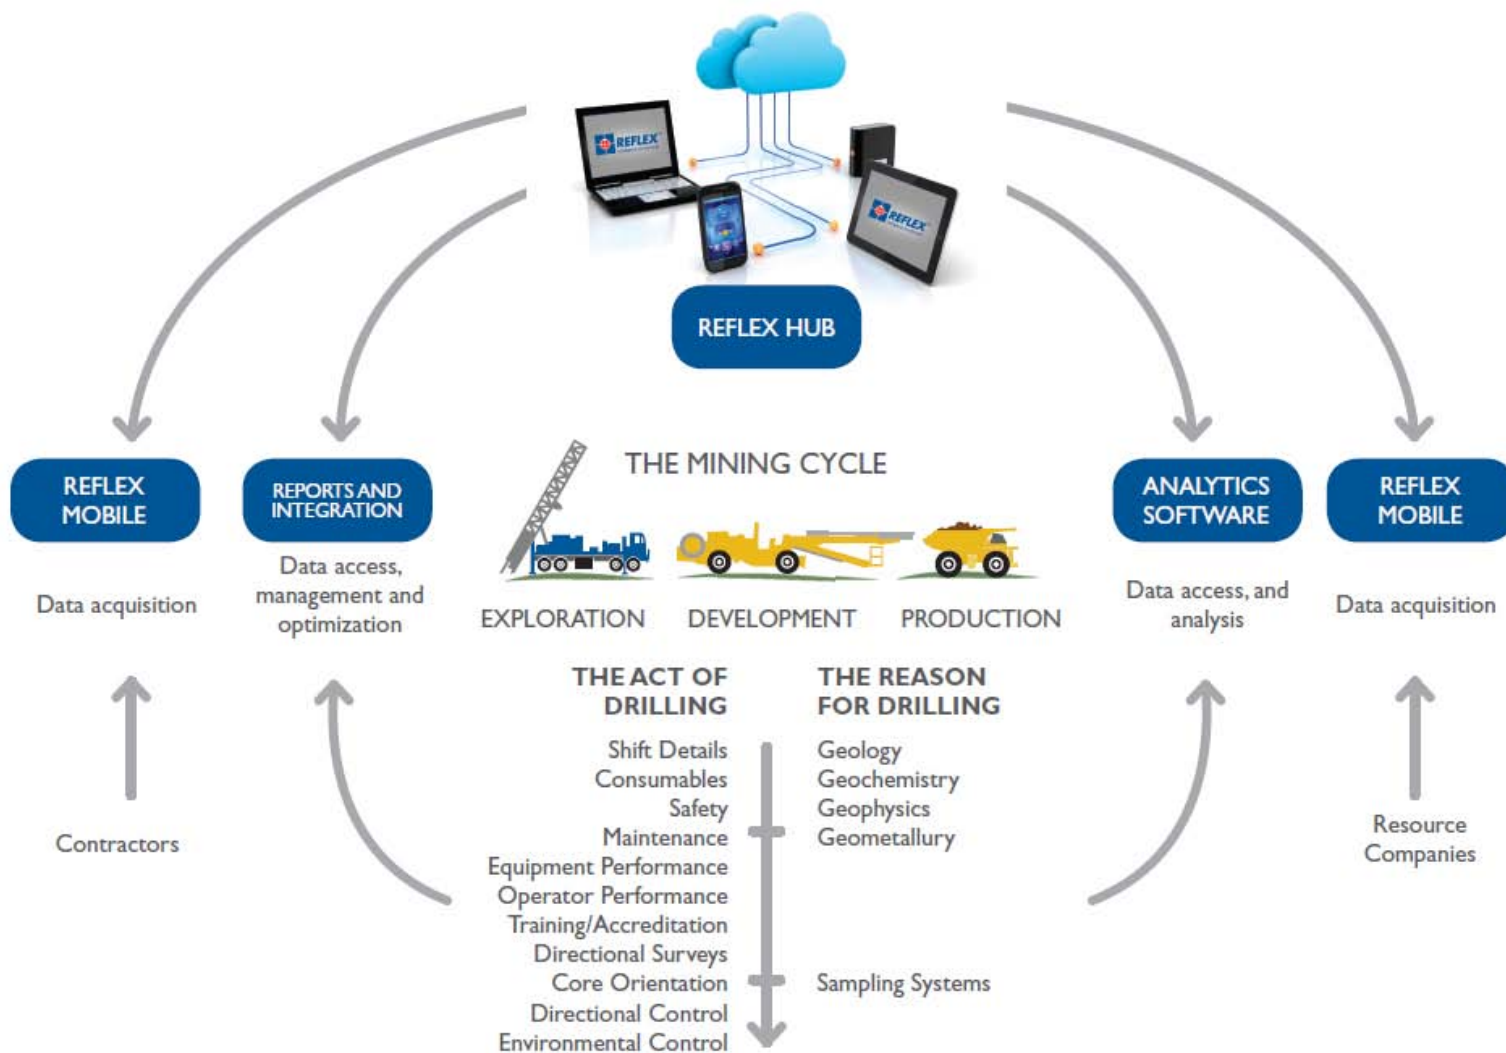 REFLEX
REFLEX
REFLEX HUB
REFLEX
MOBILE
Data acquisition
Contractors
REPORTS AND
INTEGRATION
Data access,
management and
optimization
THE MINING CYCLE
EXPLORATION
DEVELOPMENT
PRODUCTION
THE ACT OF
DRILLING
Shift Details
Consumables
Safety
Maintenance
Equipment Performance
Operator Performance
Training/Accreditation
Directional Surveys
Core Orientation
Directional Control
Environmental Control
THE REASON
FOR DRILLING
Geology
Geochemistry
Geophysics
Geometallury
Sampling Systems
ANALYTICS
SOFTWARE
Data access, and
analysis
REFLEX
MOBILE
Data acquisition
Resource
Companies